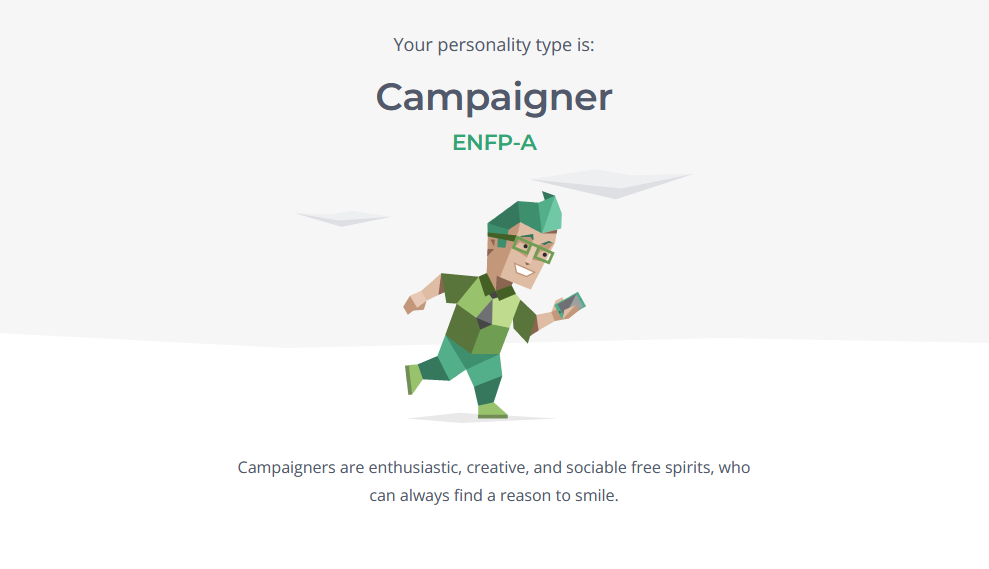 Your personality type is:
Campaigner
ENFP-A
Campaigners are enthusiastic, creative, and sociable free spirits, who
can always find a reason to smile.